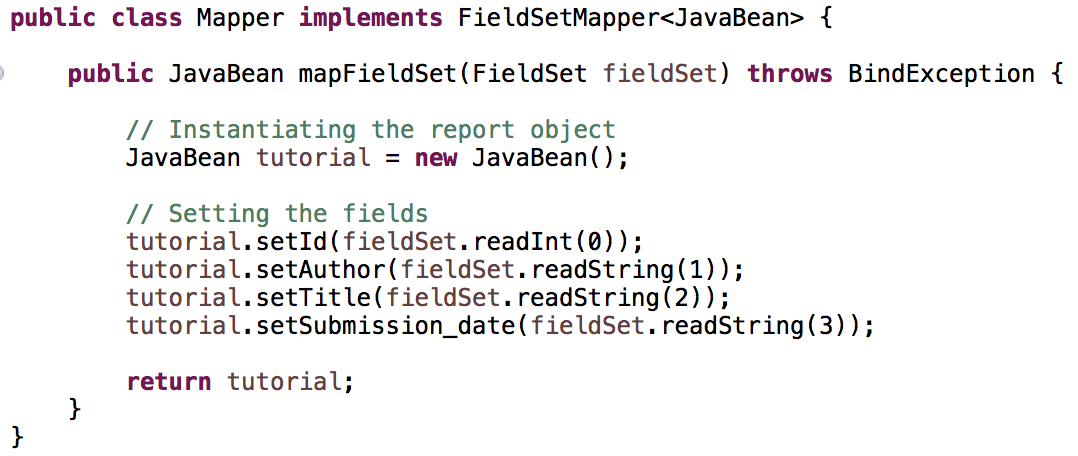 public class Mapper implements FieldSetMapper<JavaBean> {
public JavaBean mapFieldSet(FieldSet fieldSet) throws BindException {
// Instantiating the report object
JavaBean tutorial = new JavaBean();
// Setting the fields
tutorial.setId(fieldSet.readInt(0));
tutorial.setAuthor(fieldSet.readString(1));
tutorial.setTitle(fieldSet.readString(2));
tutorial.setSubmission_date(fieldSet.readString(3));
return tutorial;
}
}